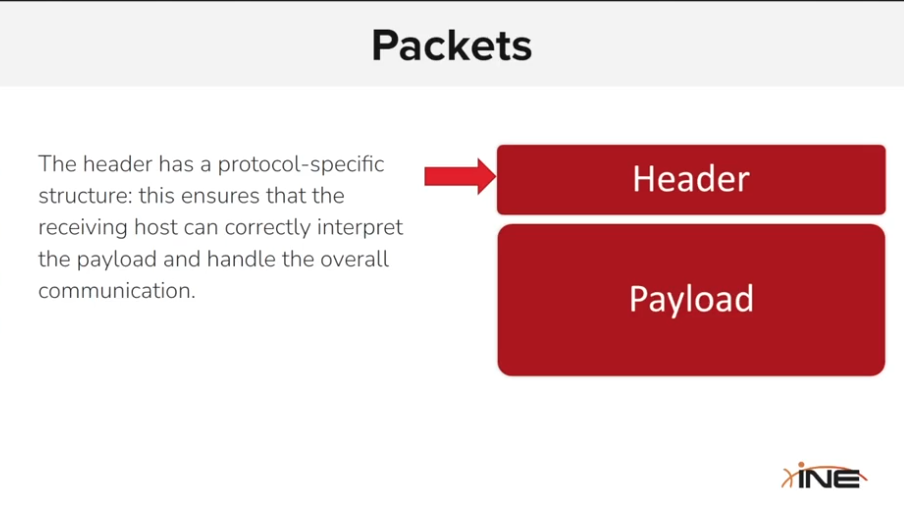 Packets
The header has a protocol-specific
structure: this ensures that the
receiving host can correctly interpret
the payload and handle the overall
communication.
Header
Payload
INE